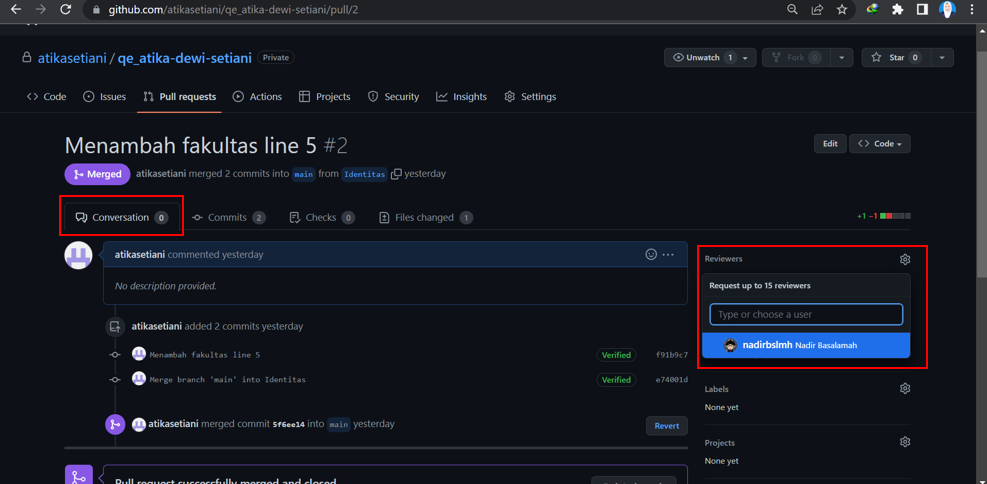 github.com/atikasetiani/qe_atika-dewi-setiani/pull/2
atikasetiani / qe_atika-dewi-setiani Private
Unwatch 1
Fork 0
Star 0
Code
Issues
Pull requests
Actions
Projects
Security
Insights
Settings
Menambah fakultas line 5 #2
Edit
Code
Merged
atikasetiani merged 2 commits into main from Identitas yesterday
Conversation 0
Commits 2
Checks 0
Files changed 1
+1 −1
atikasetiani commented yesterday
No description provided.
atikasetiani added 2 commits yesterday
Menambah fakultas line 5 Verified f91b9c7
Merge branch 'main' into Identitas Verified e74001d
atikasetiani merged commit 5f6ee14 into main yesterday
Revert
Pull request successfully merged and closed
Reviewers
Request up to 15 reviewers
Type or choose a user
nadirbslmh Nadir Basalamah
Labels
None yet
Projects
None yet